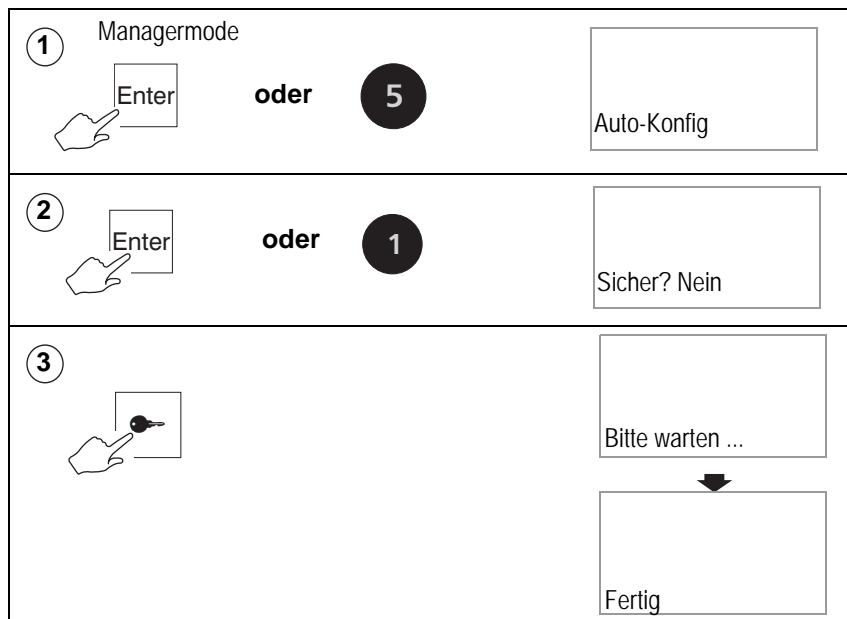 1
Managermode
Enter oder 5
Auto-Konfig
2
Enter oder 1
Sicher? Nein
3
Bitte warten ...
Fertig